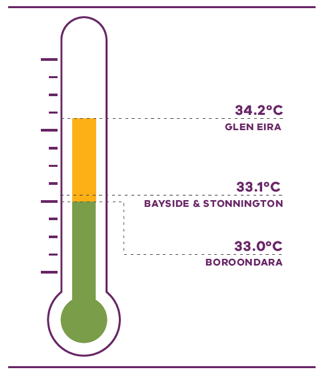 34.2°C
GLEN EIRA
33.1°C
BAYSIDE & STONNINGTON
33.0°C
BOROONDARA